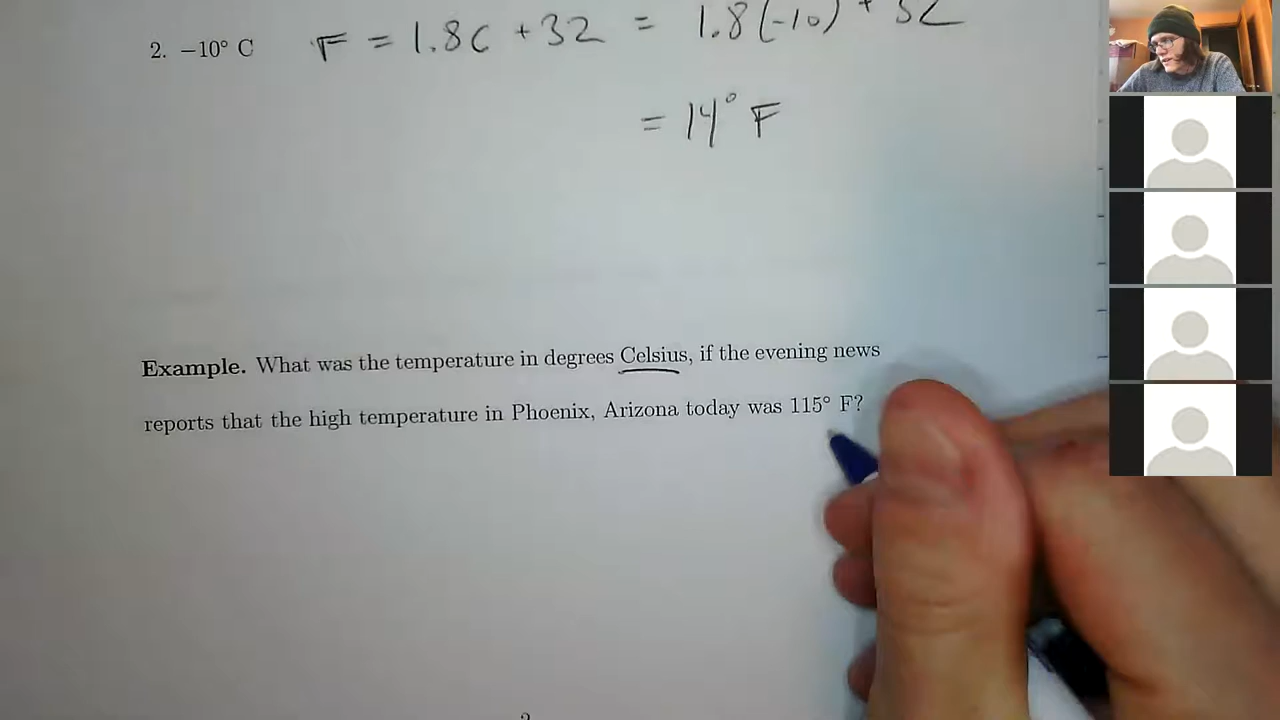 2. −10° C F = 1.8C + 32 = 1.8(-10) + 32
= 14° F
Example. What was the temperature in degrees Celsius, if the evening news
reports that the high temperature in Phoenix, Arizona today was 115° F?